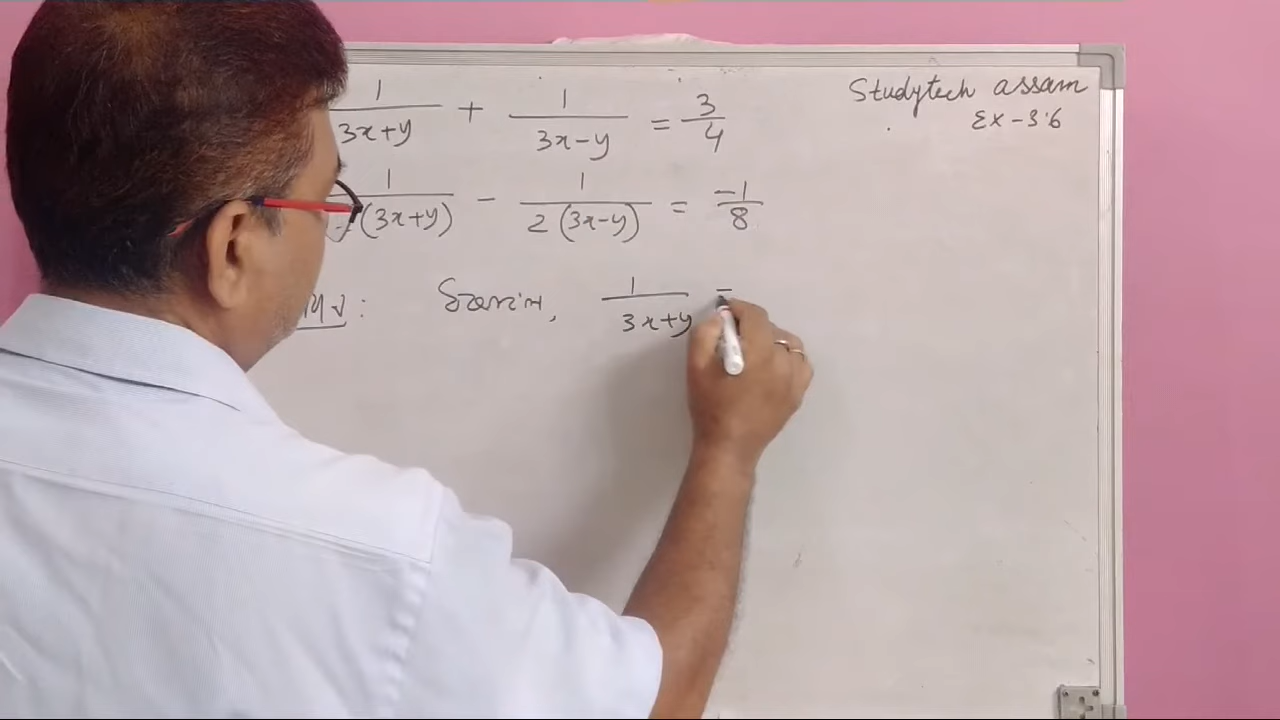 Studytech assam
Ex-3.6
1/(3x+y) + 1/(3x-y) = 3/4
1/(3x+y) - 1/2(3x-y) = -1/8
: ধৰাহ'ল, 1/(3x+y) =